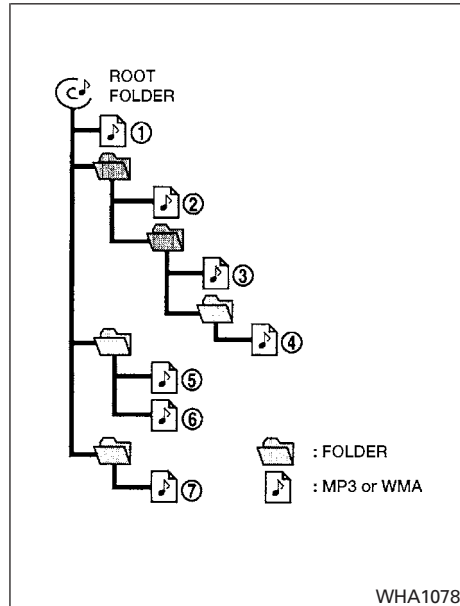 ROOT
FOLDER
①
②
③
④
⑤
⑥
⑦
: FOLDER
: MP3 or WMA
WHA1078